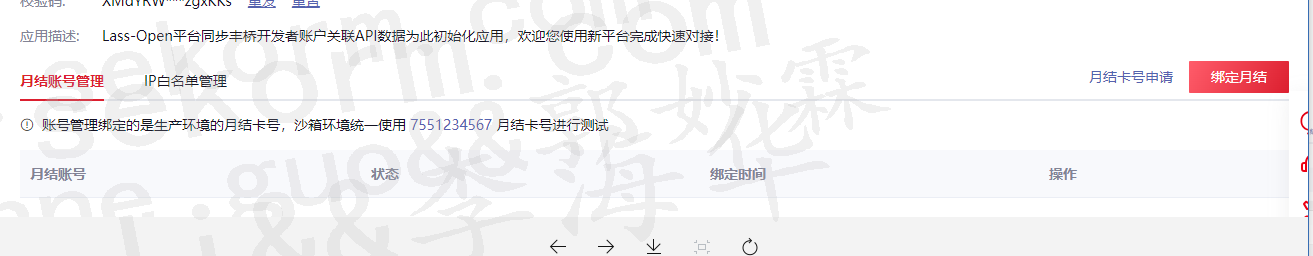 校验码: XMdYRW****zgxKKs 重发 重置
应用描述: Lass-Open平台同步丰桥开发者账户关联API数据为此初始化应用，欢迎您使用新平台完成快速对接！
月结账号管理 IP白名单管理 月结卡号申请 绑定月结
账号管理绑定的是生产环境的月结卡号，沙箱环境统一使用 7551234567 月结卡号进行测试
月结账号 状态 绑定时间 操作
sekorm.com
郭妙霖
guo&&
李海华